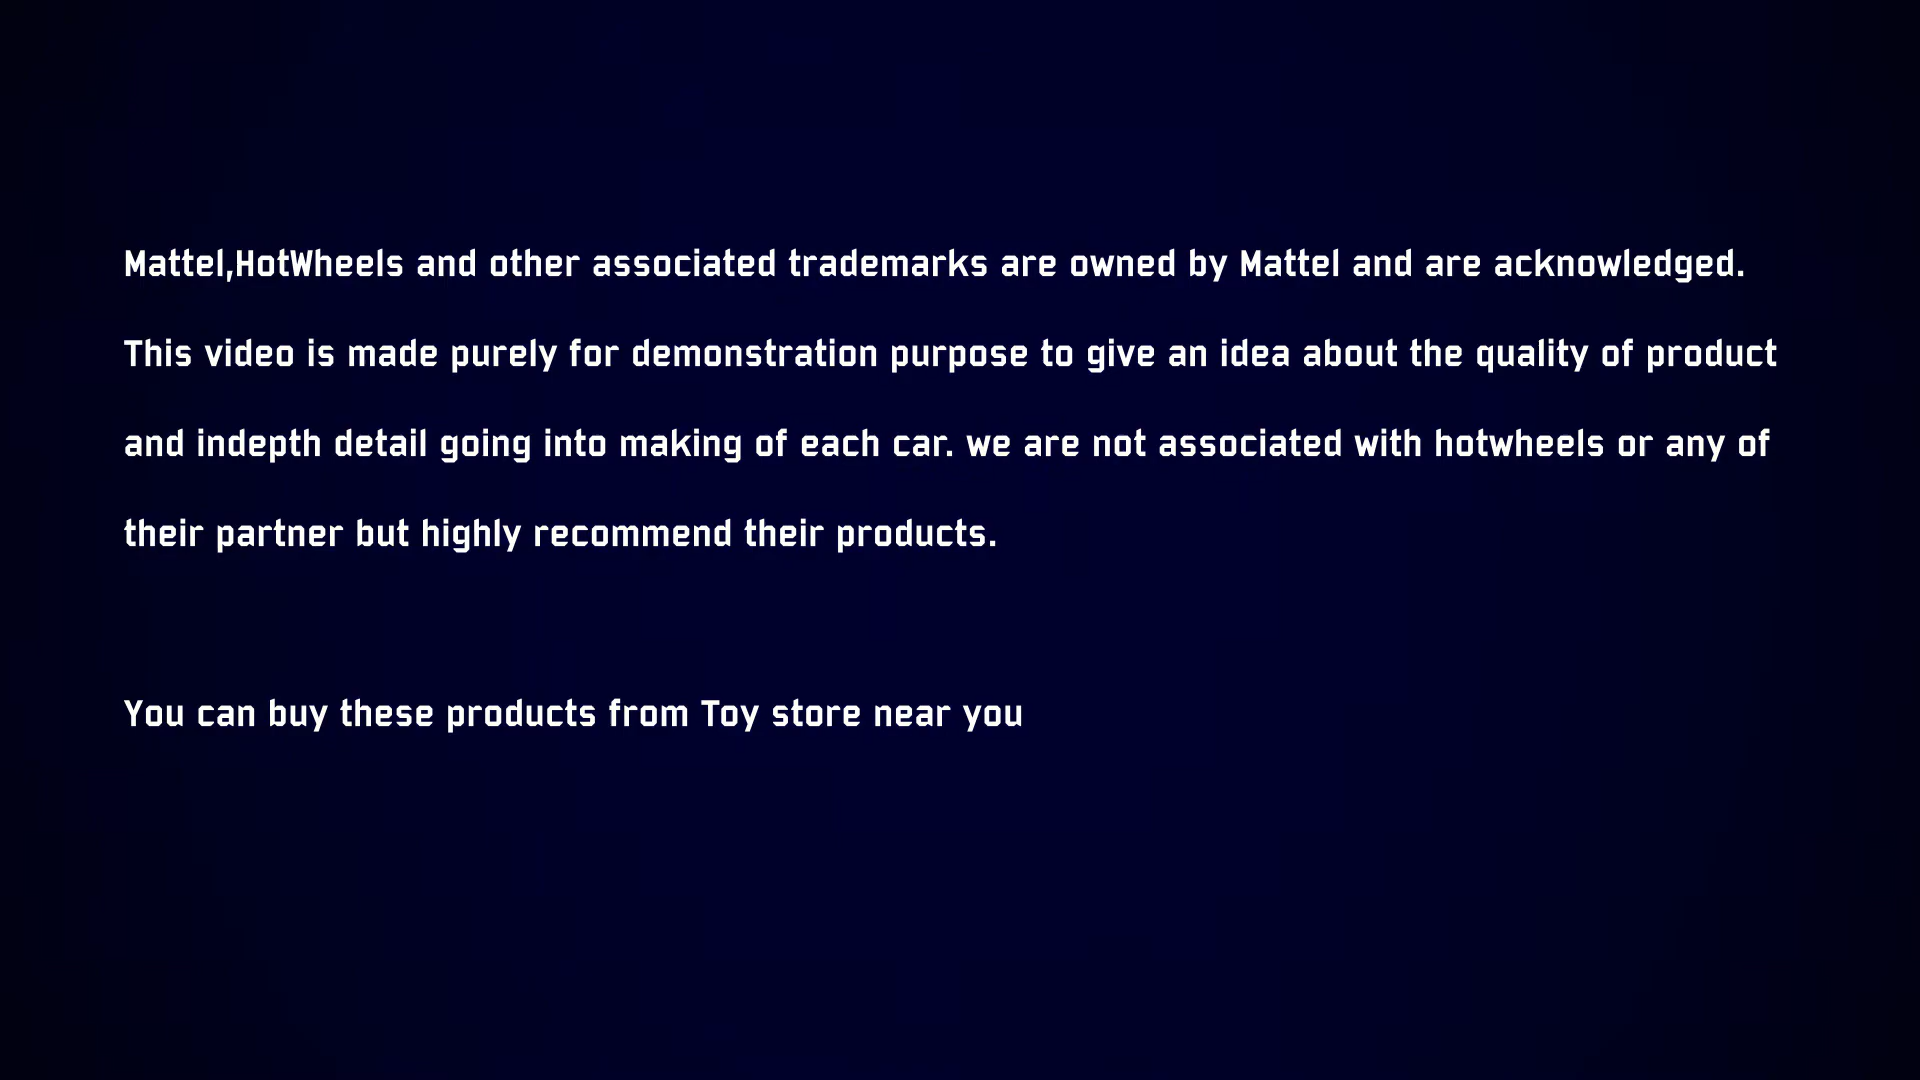 Mattel,HotWheels and other associated trademarks are owned by Mattel and are acknowledged.
This video is made purely for demonstration purpose to give an idea about the quality of product
and indepth detail going into making of each car. we are not associated with hotwheels or any of
their partner but highly recommend their products.
You can buy these products from Toy store near you